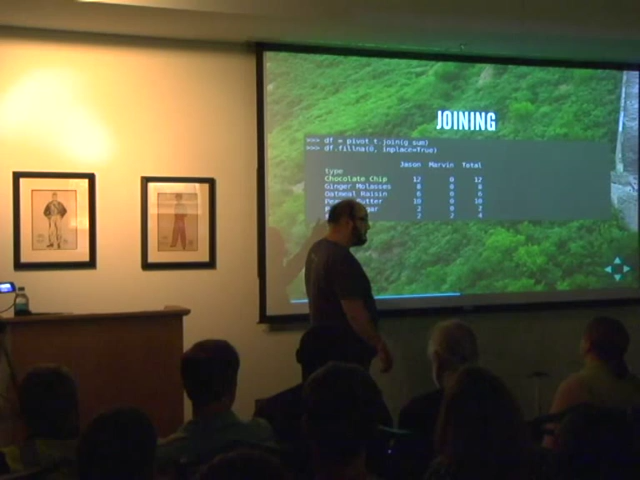 JOINING
>>> df = pivot_t.join(g_sum)
>>> df.fillna(0, inplace=True)
Jason Marvin Total
type
Chocolate Chip 12 0 12
Ginger Molasses 8 0 8
Oatmeal Raisin 6 0 6
10 0 10
2 0 2
2 2 4